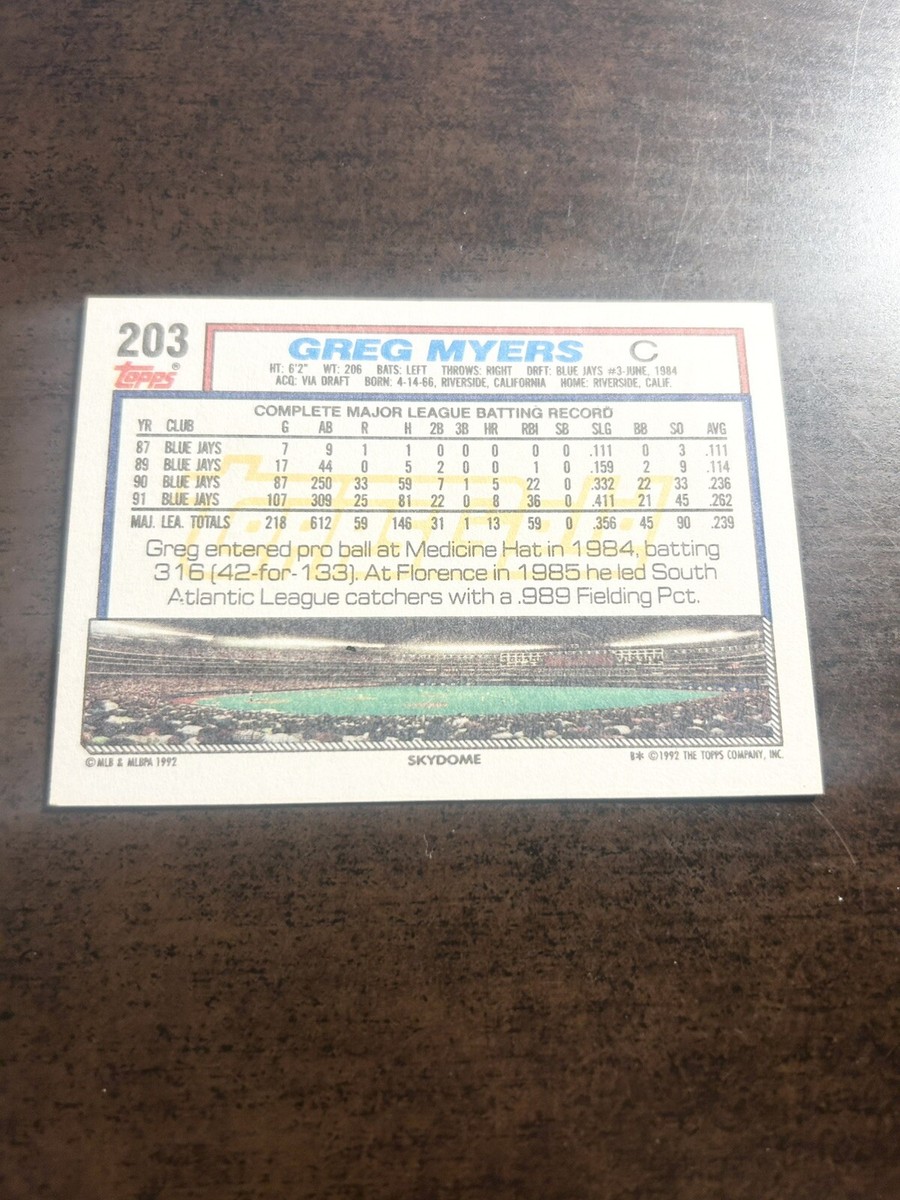 203
Topps®
GREG MYERS C
HT: 6'2" WT: 206 BATS: LEFT THROWS: RIGHT DRFT: BLUE JAYS #3-JUNE, 1984
ACQ: VIA DRAFT BORN: 4-14-66, RIVERSIDE, CALIFORNIA HOME: RIVERSIDE, CALIF.
COMPLETE MAJOR LEAGUE BATTING RECORD
YR CLUB G AB R H 2B 3B HR RBI SB SLG BB SO AVG
87 BLUE JAYS 7 9 1 1 0 0 0 0 0 .111 0 3 .111
89 BLUE JAYS 17 44 0 5 2 0 0 1 0 .159 2 9 .114
90 BLUE JAYS 87 250 33 59 7 1 5 22 0 .332 22 33 .236
91 BLUE JAYS 107 309 25 81 22 0 8 36 0 .411 21 45 .262
MAJ. LEA. TOTALS 218 612 59 146 31 1 13 59 0 .356 45 90 .239
Greg entered pro ball at Medicine Hat in 1984, batting
316 (42-for-133). At Florence in 1985 he led South
Atlantic League catchers with a .989 Fielding Pct.
©MLB & MLBPA 1992 SKYDOME B* ©1992 THE TOPPS COMPANY, INC.